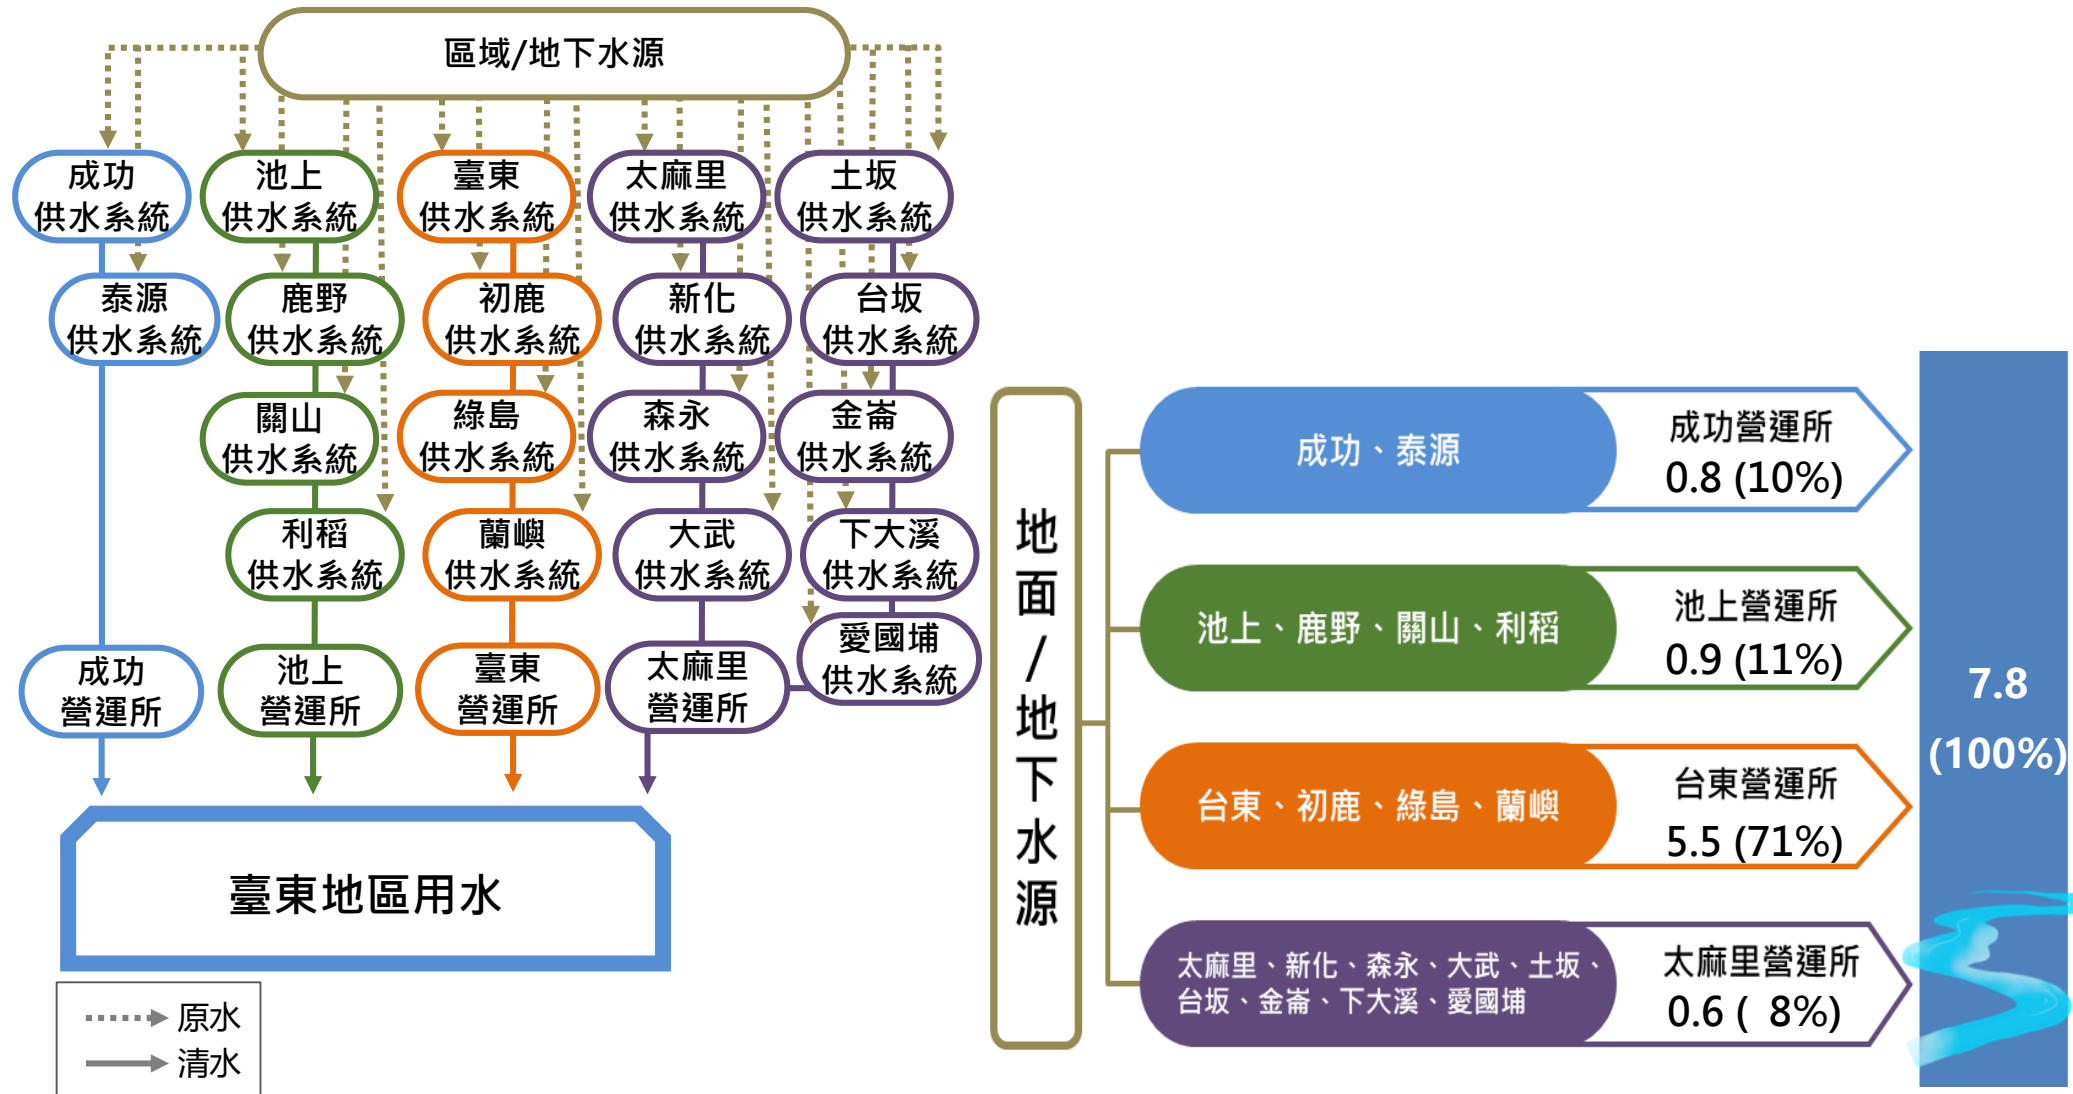 區域/地下水源
成功
供水系統
池上
供水系統
臺東
供水系統
太麻里
供水系統
土坂
供水系統
泰源
供水系統
鹿野
供水系統
初鹿
供水系統
新化
供水系統
台坂
供水系統
關山
供水系統
綠島
供水系統
森永
供水系統
金崙
供水系統
利稻
供水系統
蘭嶼
供水系統
大武
供水系統
下大溪
供水系統
愛國埔
供水系統
成功
營運所
池上
營運所
臺東
營運所
太麻里
營運所
臺東地區用水
原水
清水
地面/地下水源
成功、泰源
成功營運所
0.8 (10%)
池上、鹿野、關山、利稻
池上營運所
0.9 (11%)
台東、初鹿、綠島、蘭嶼
台東營運所
5.5 (71%)
太麻里、新化、森永、大武、土坂、
台坂、金崙、下大溪、愛國埔
太麻里營運所
0.6 ( 8%)
7.8
(100%)